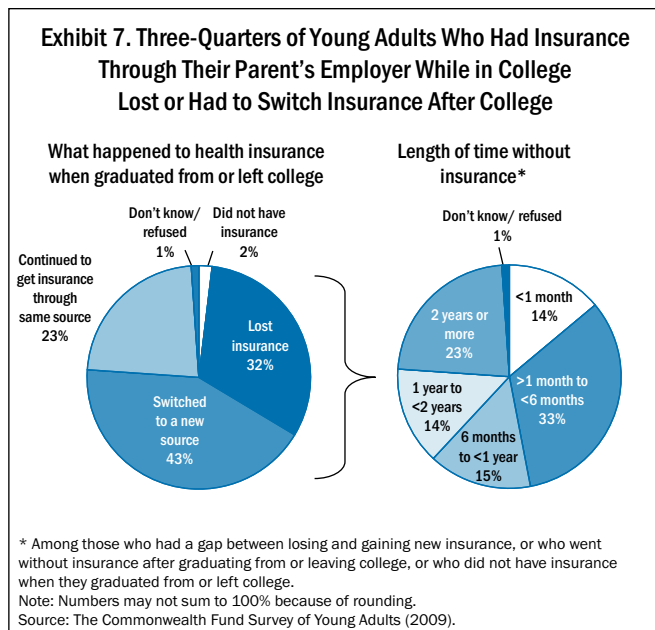 Exhibit 7. Three-Quarters of Young Adults Who Had Insurance
Through Their Parent's Employer While in College
Lost or Had to Switch Insurance After College
What happened to health insurance
when graduated from or left college
Don't know/
refused
1%
Did not have
insurance
2%
Continued to
get insurance
through
same source
23%
Lost
insurance
32%
Switched
to a new
source
43%
Length of time without
insurance*
Don't know/ refused
1%
<1 month
14%
2 years or
more
23%
>1 month to
<6 months
33%
1 year to
<2 years
14%
6 months
to <1 year
15%
* Among those who had a gap between losing and gaining new insurance, or who went
without insurance after graduating from or leaving college, or who did not have insurance
when they graduated from or left college.
Note: Numbers may not sum to 100% because of rounding.
Source: The Commonwealth Fund Survey of Young Adults (2009).